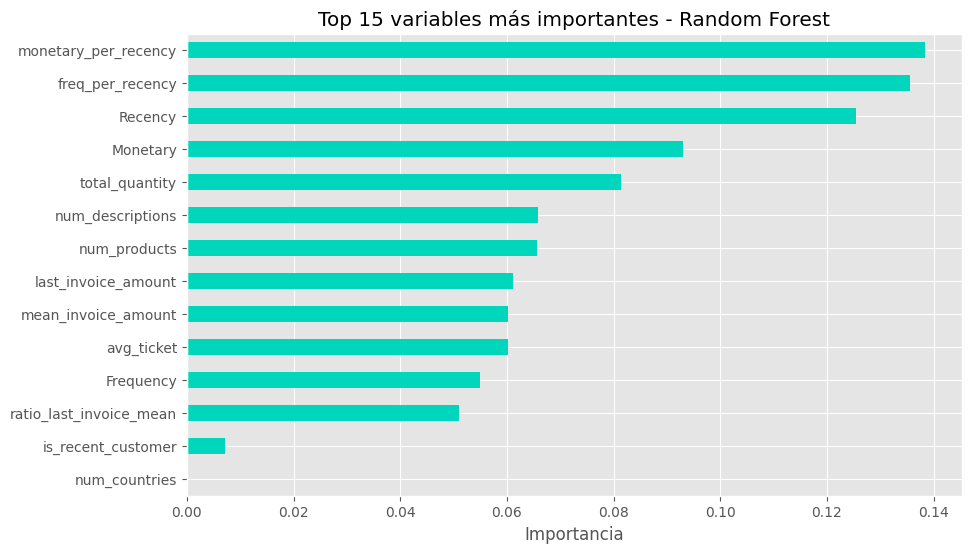 Top 15 variables más importantes - Random Forest
monetary_per_recency
freq_per_recency
Recency
Monetary
total_quantity
num_descriptions
num_products
last_invoice_amount
mean_invoice_amount
avg_ticket
Frequency
ratio_last_invoice_mean
is_recent_customer
num_countries
0.00 0.02 0.04 0.06 0.08 0.10 0.12 0.14
Importancia